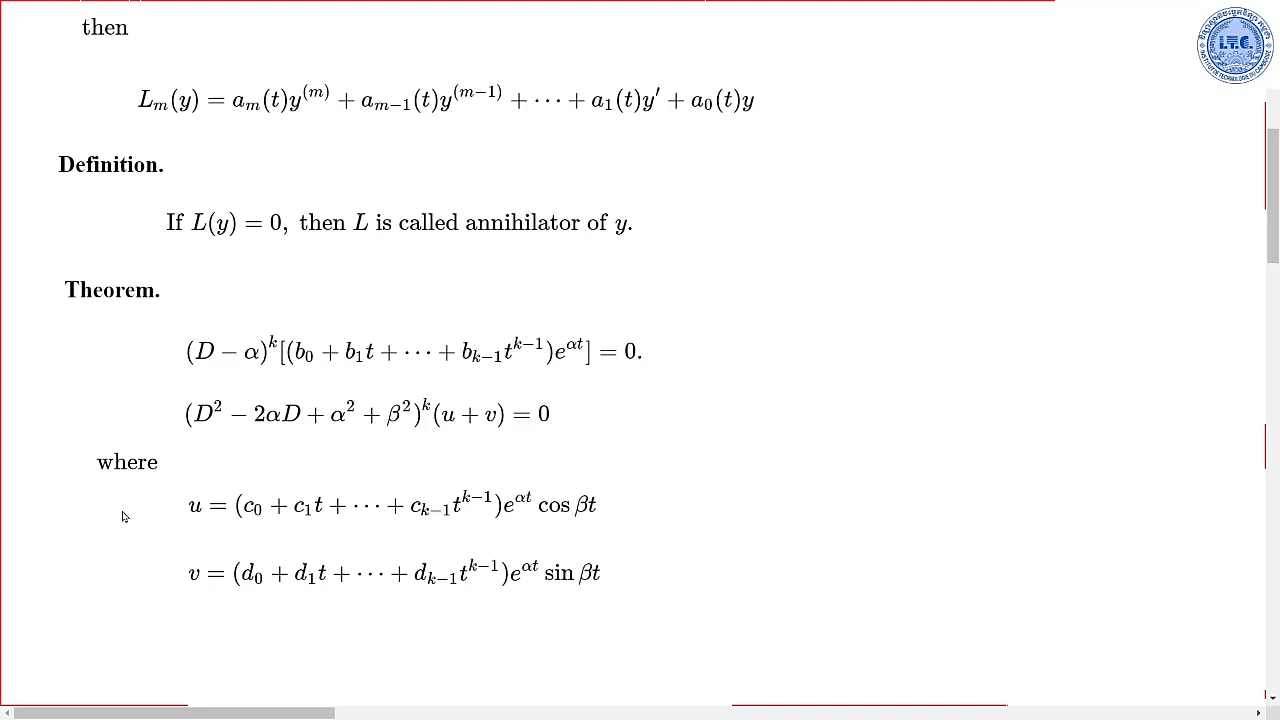 then
L_m(y) = a_m(t)y^{(m)} + a_{m−1}(t)y^{(m−1)} + ⋯ + a_1(t)y′ + a_0(t)y
Definition.
If L(y) = 0, then L is called annihilator of y.
Theorem.
(D − α)^k[(b_0 + b_1t + ⋯ + b_{k−1}t^{k−1})e^{αt}] = 0.
(D^2 − 2αD + α^2 + β^2)^k(u + v) = 0
where
u = (c_0 + c_1t + ⋯ + c_{k−1}t^{k−1})e^{αt} cos βt
v = (d_0 + d_1t + ⋯ + d_{k−1}t^{k−1})e^{αt} sin βt
I.T.C.